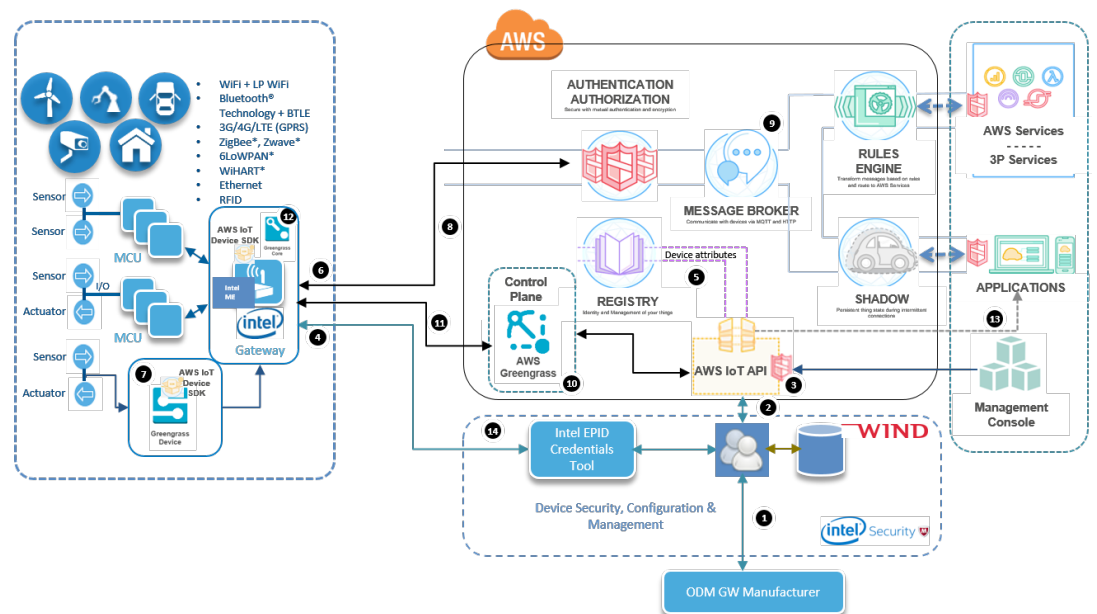 AWS
• WiFi + LP WiFi
• Bluetooth®
Technology + BTLE
• 3G/4G/LTE (GPRS)
• ZigBee*, Zwave*
• 6LoWPAN*
• WiHART*
• Ethernet
• RFID
Sensor
Sensor
MCU
Sensor
I/O
Actuator
MCU
Sensor
Actuator
AWS IoT
Device SDK
12
Greengrass
Core
Intel
ME
intel
Gateway
7
AWS IoT
Device
SDK
Greengrass
Device
6
11
4
8
14
AUTHENTICATION
AUTHORIZATION
Secure with mutual authentication and encryption
9
MESSAGE BROKER
Communicate with devices via MQTT and HTTP
RULES
ENGINE
Transform messages based on rules
and route to AWS Services
AWS Services
3P Services
Device attributes
5
REGISTRY
Identity and Management of your things
SHADOW
Persistent thing state during intermittent
connections
APPLICATIONS
13
Control
Plane
AWS
Greengrass
10
AWS IoT API
3
2
Management
Console
Intel EPID
Credentials
Tool
WIND
Device Security, Configuration &
Management
1
intel Security
ODM GW Manufacturer